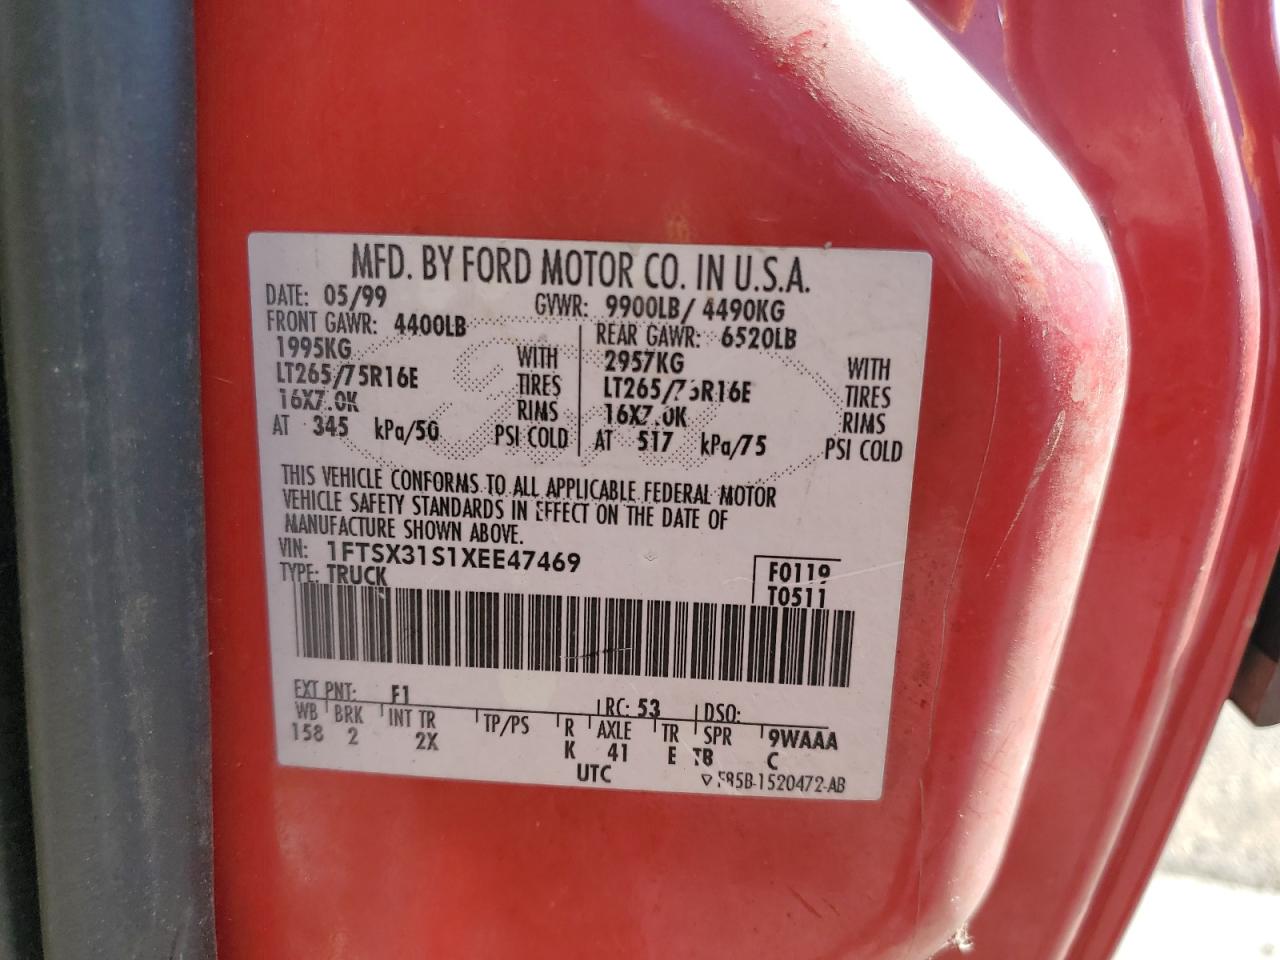 MFD. BY FORD MOTOR CO. IN U.S.A.
DATE: 05/99 GVWR: 9900LB/ 4490KG
FRONT GAWR: 4400LB REAR GAWR: 6520LB
1995KG WITH 2957KG WITH
LT265/75R16E TIRES LT265/75R16E TIRES
16X7.0K RIMS 16X7.0K RIMS
AT 345 kPa/50 PSI COLD AT 517 kPa/75 PSI COLD
THIS VEHICLE CONFORMS TO ALL APPLICABLE FEDERAL MOTOR
VEHICLE SAFETY STANDARDS IN EFFECT ON THE DATE OF
MANUFACTURE SHOWN ABOVE.
VIN: 1FTSX31S1XEE47469
TYPE: TRUCK
F0119
T0511
EXT PNT: F1 RC: 53 DSO:
WB BRK INT TR TP/PS R AXLE TR SPR 9WAAA
158 2 2X K 41 E C
UTC